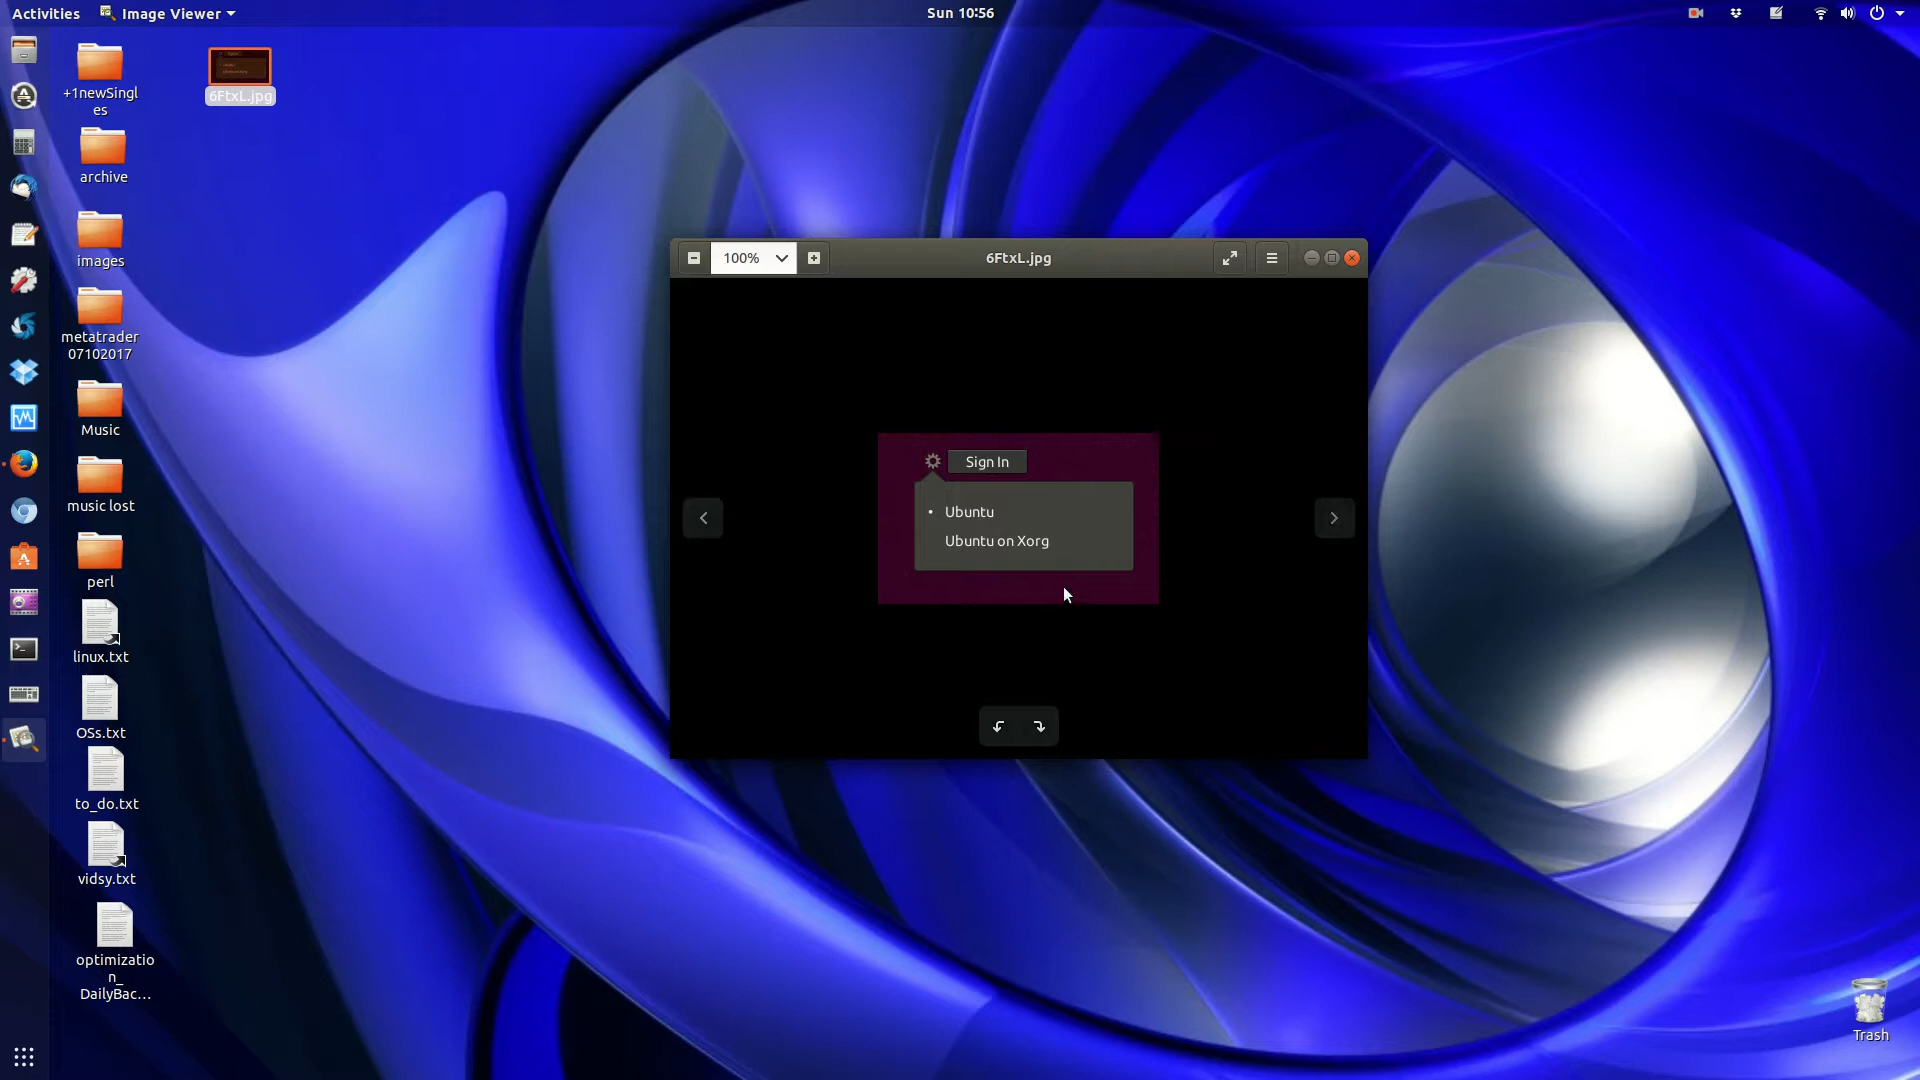 Activities
Image Viewer
Sun 10:56
+1newSingl
es
archive
images
metatrader
07102017
Music
music lost
perl
linux.txt
OSs.txt
to_do.txt
vidsy.txt
optimizatio
n_
DailyBac...
6FtxL.jpg
100%
6FtxL.jpg
Sign In
• Ubuntu
Ubuntu on Xorg
Trash